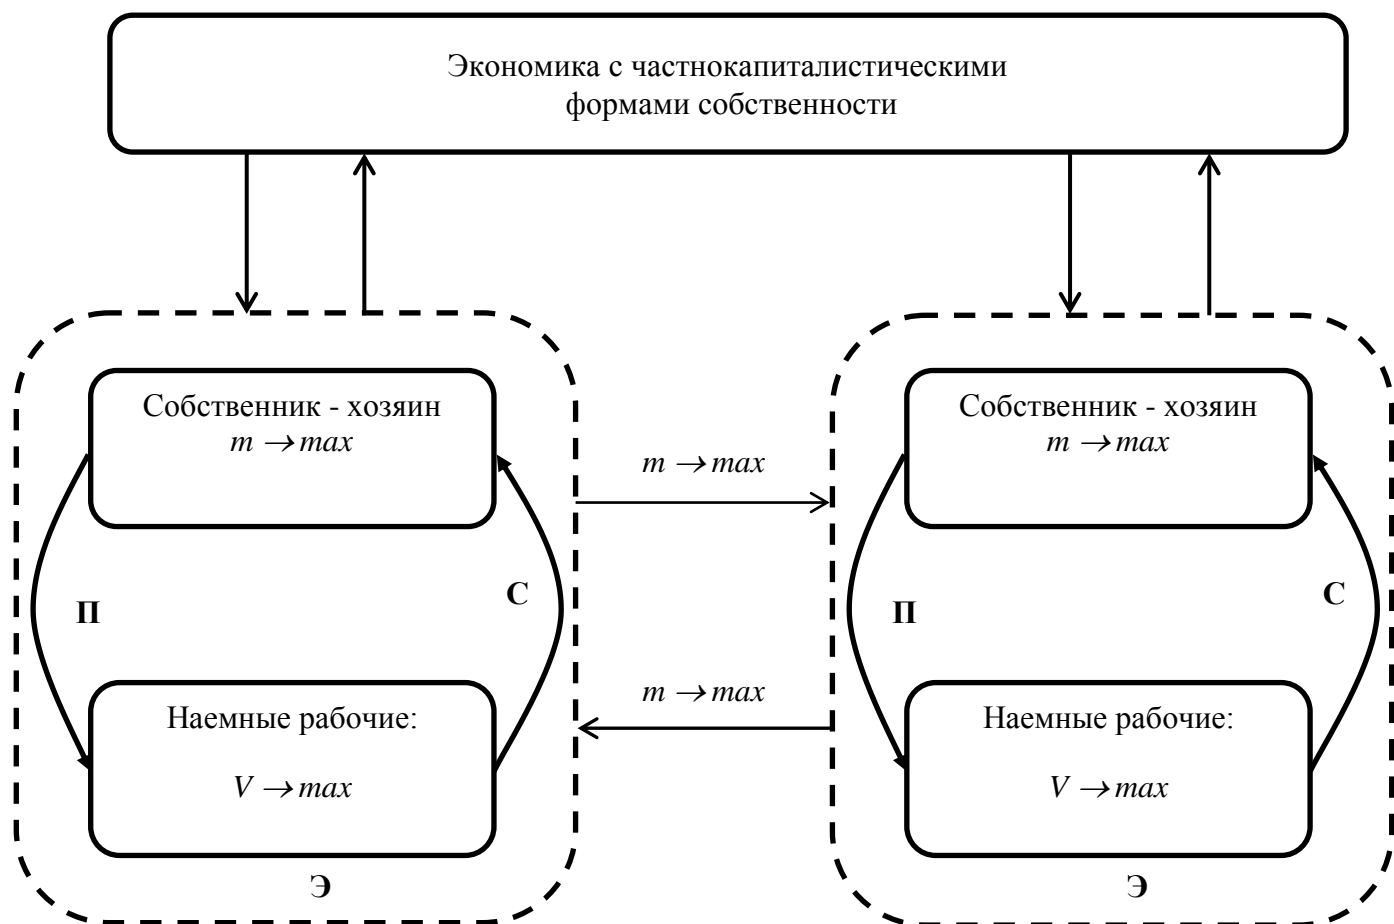 Экономика с частнокапиталистическими
формами собственности
Собственник - хозяин
m → max
П
С
Наемные рабочие:
V → max
Э
m → max
m → max
Собственник - хозяин
m → max
П
С
Наемные рабочие:
V → max
Э